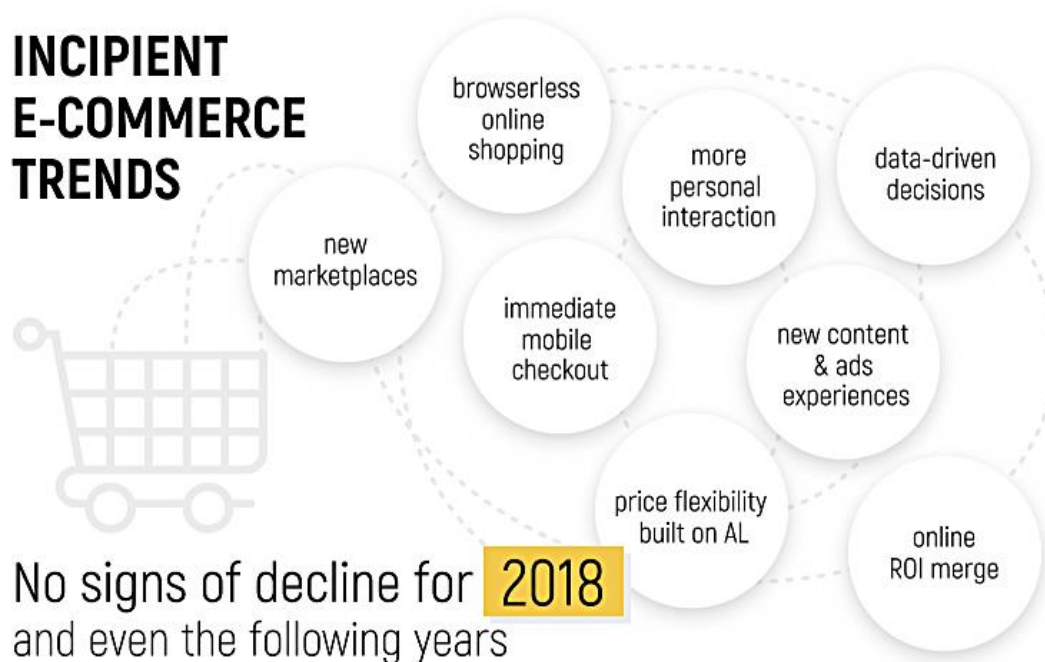 INCIPIENT
E-COMMERCE
TRENDS
browserless
online
shopping
more
personal
interaction
data-driven
decisions
new
marketplaces
immediate
mobile
checkout
new content
& ads
experiences
price flexibility
built on AL
online
ROI merge
No signs of decline for 2018
and even the following years